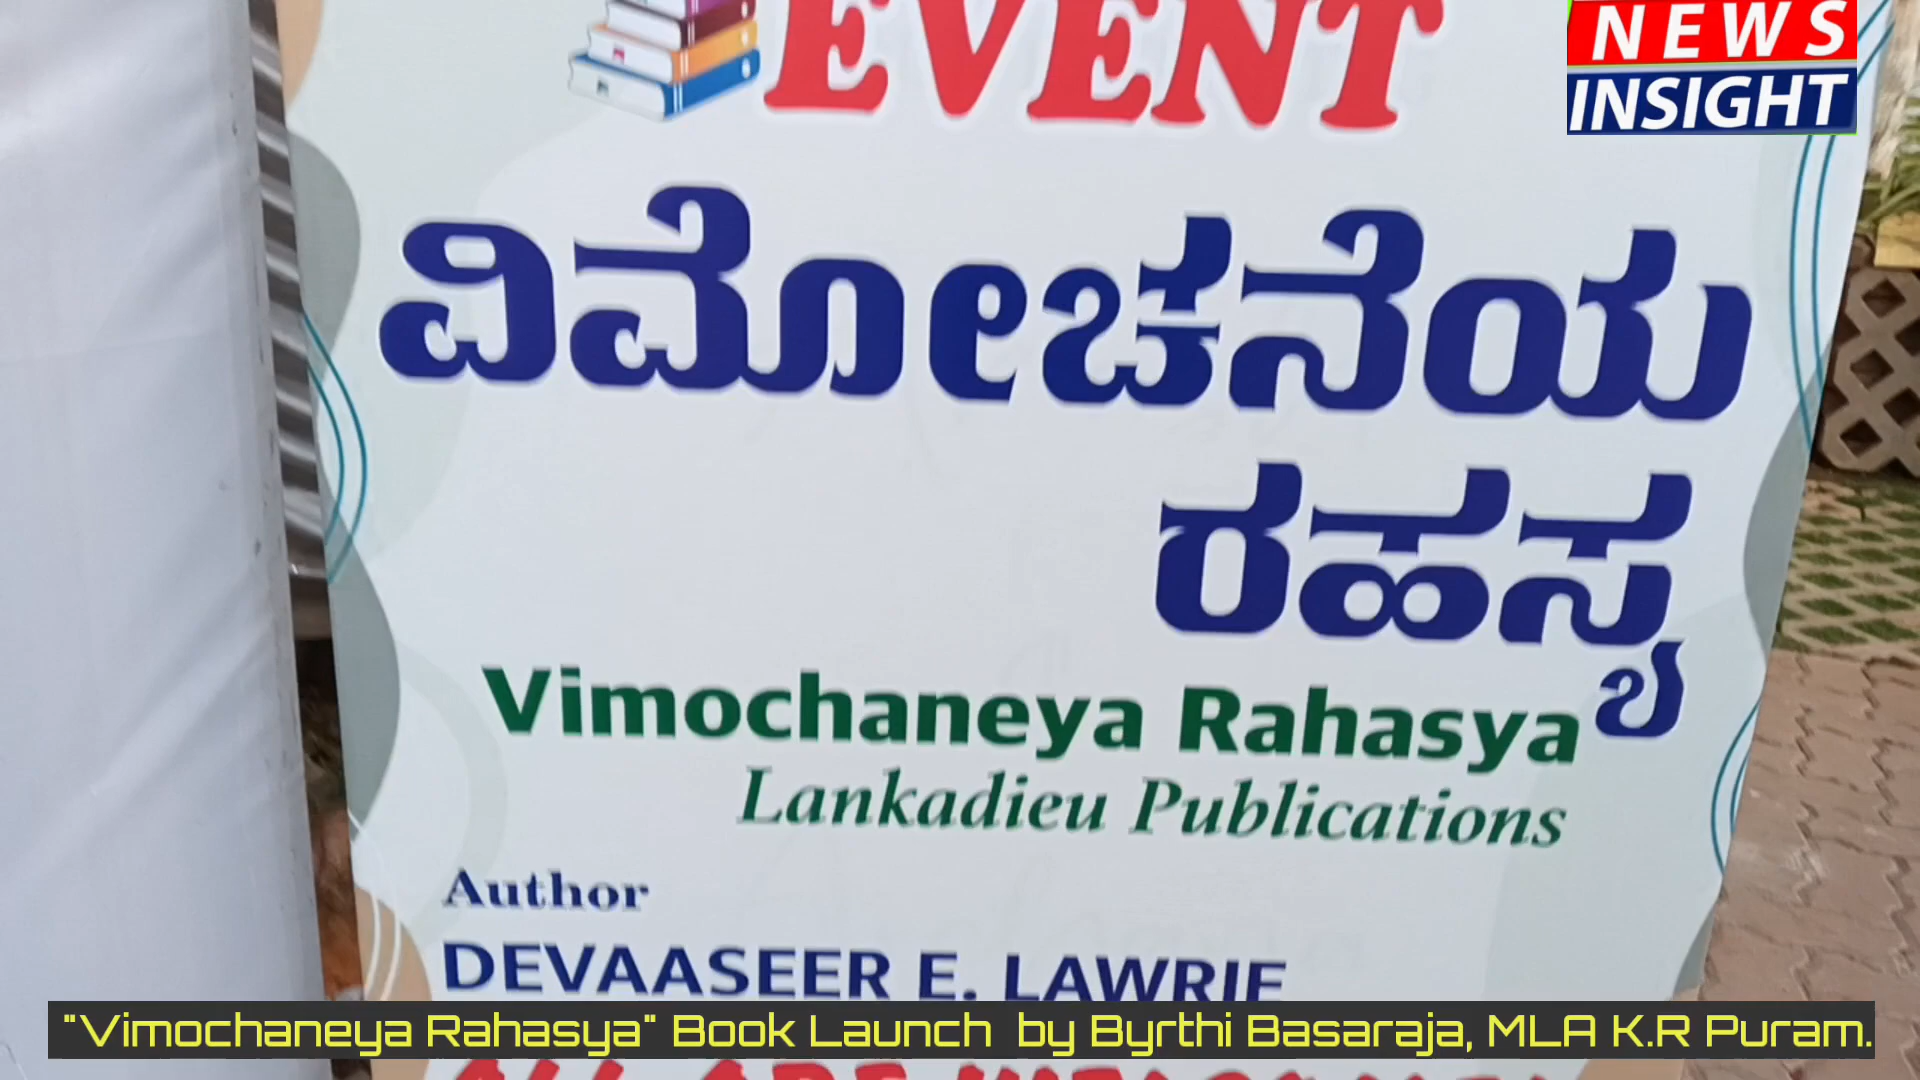 EVENT
NEWS
INSIGHT
ವಿಮೋಚನೆಯ
ರಹಸ್ಯ
Vimochaneya Rahasya
Lankadieu Publications
Author
DEVAASEER E. LAWRIE
"Vimochaneya Rahasya" Book Launch by Byrthi Basaraja, MLA K.R Puram.